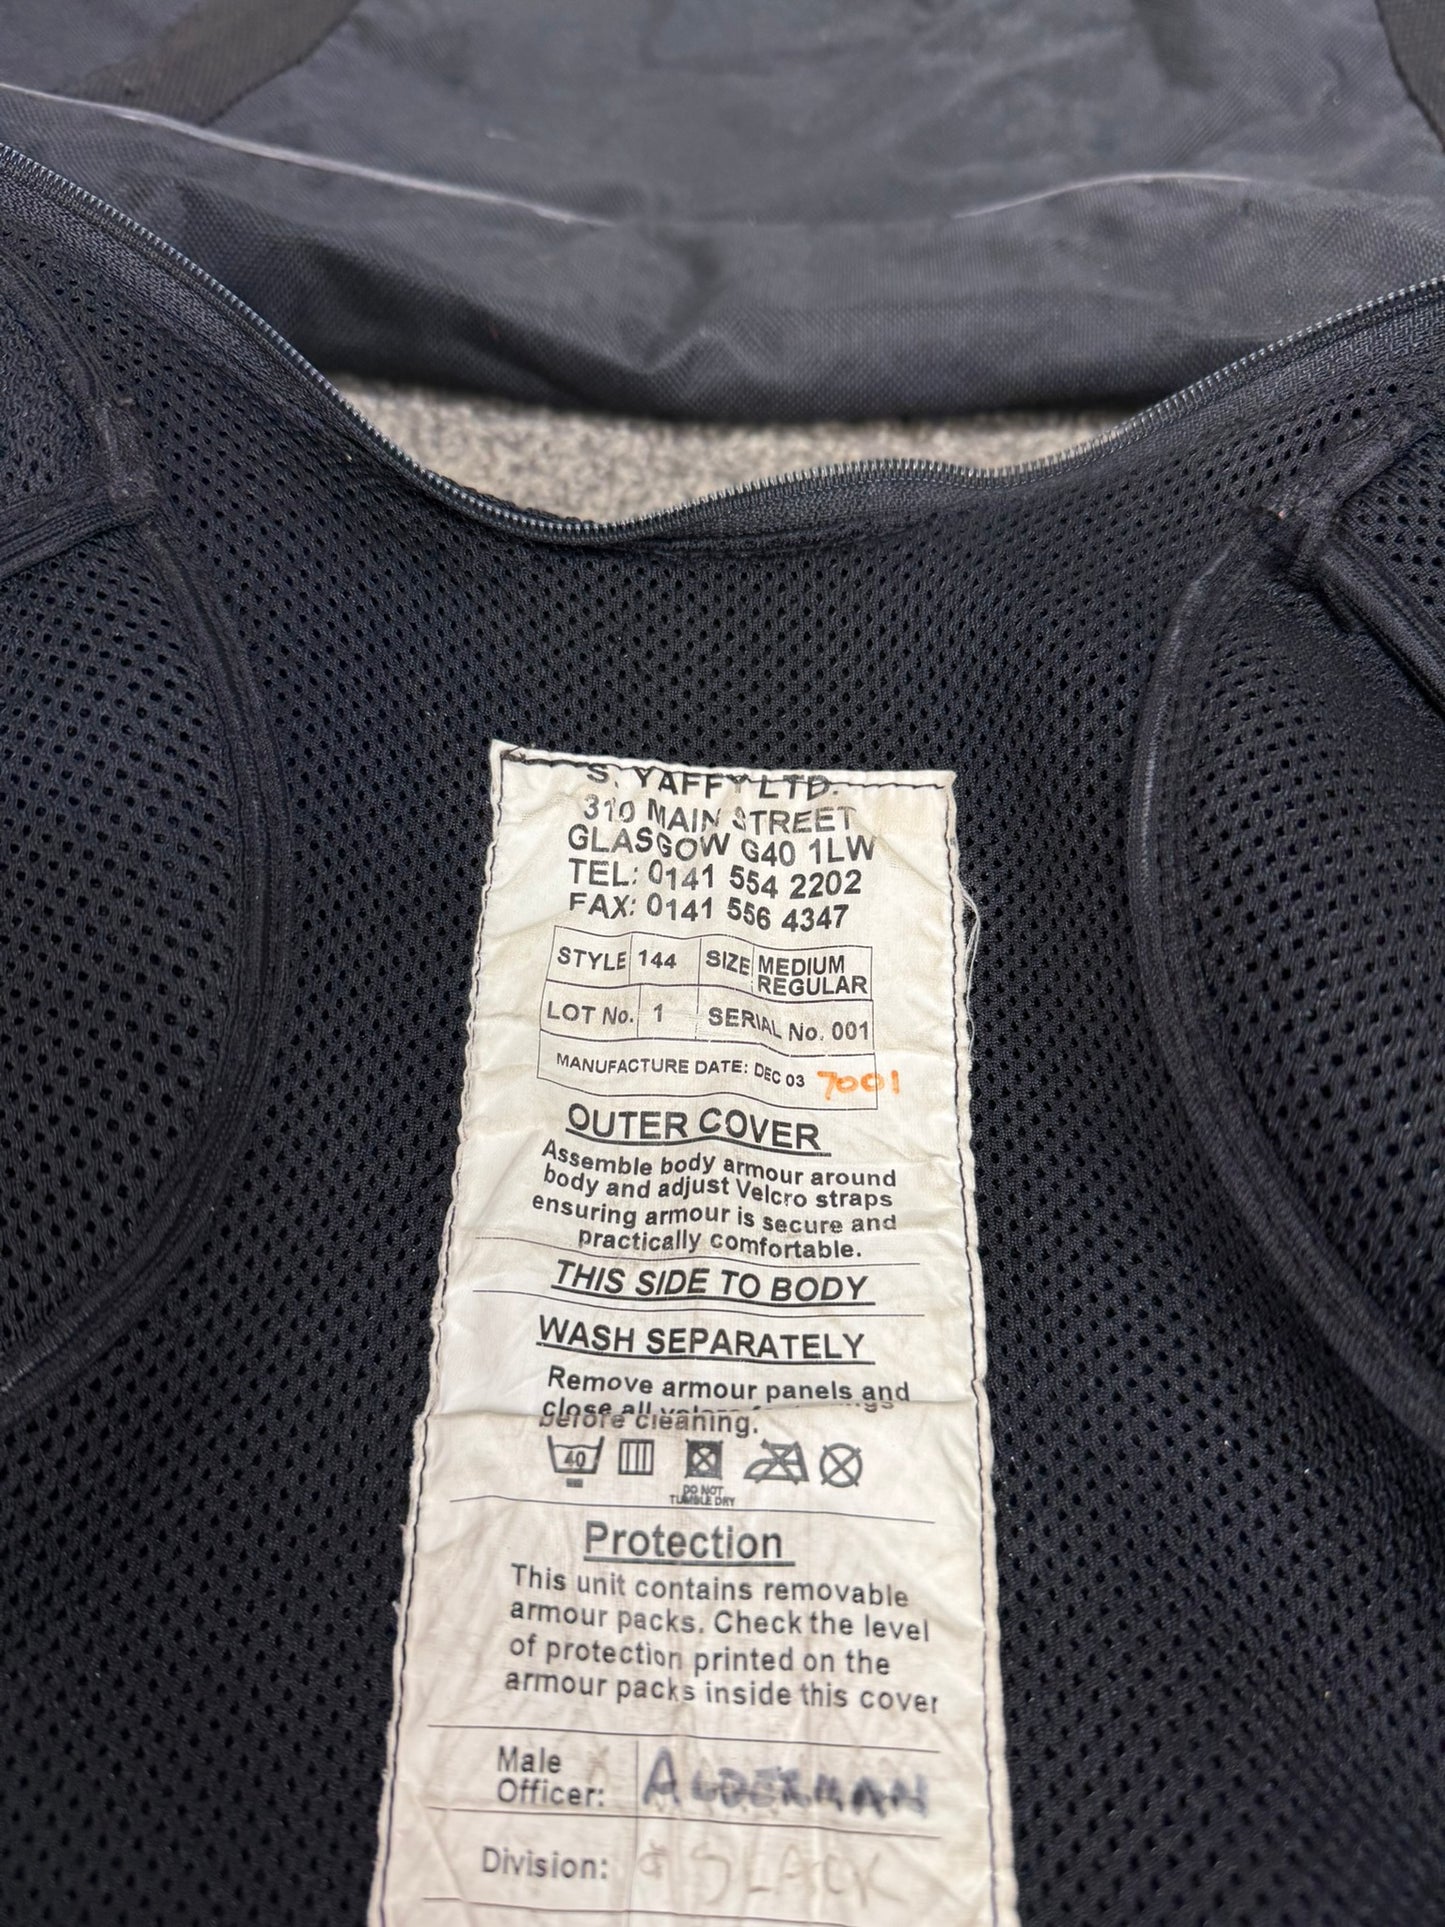 S. YAFFY LTD.
310 MAIN STREET
GLASGOW G40 1LW
TEL: 0141 554 2202
FAX: 0141 556 4347
STYLE 144 SIZE MEDIUM
REGULAR
LOT No. 1 SERIAL No. 001
MANUFACTURE DATE: DEC 03 7001
OUTER COVER
Assemble body armour around
body and adjust Velcro straps
ensuring armour is secure and
practically comfortable.
THIS SIDE TO BODY
WASH SEPARATELY
Remove armour panels and
close all
before cleaning.
40
DO NOT
TUMBLE DRY
Protection
This unit contains removable
armour packs. Check the level
of protection printed on the
armour packs inside this cover
Male
Officer: ALDERMAN
Division: